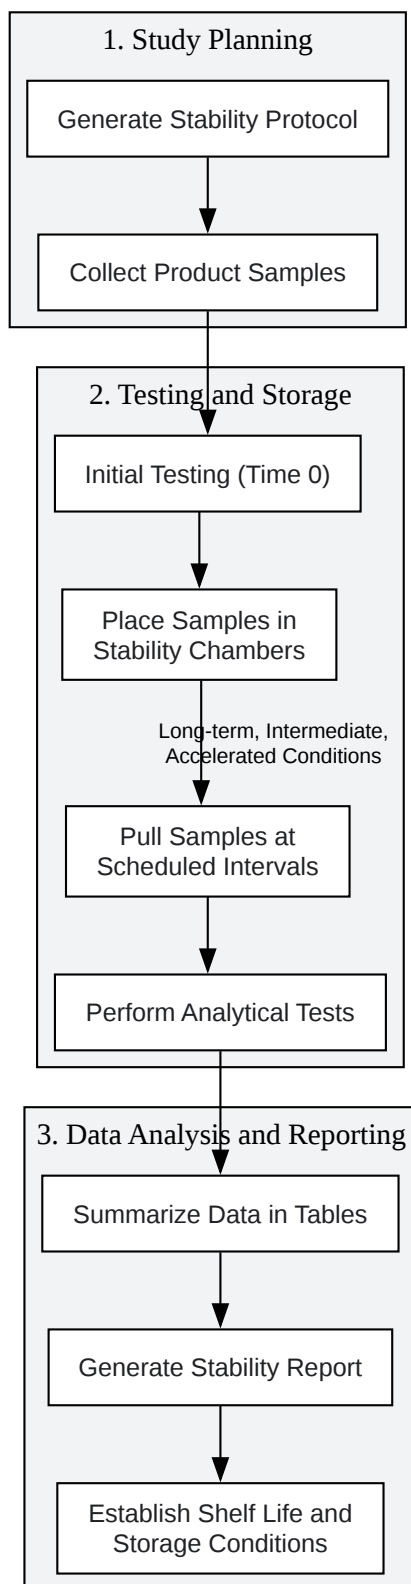 1. Study Planning
Generate Stability Protocol
Collect Product Samples
2. Testing and Storage
Initial Testing (Time 0)
Place Samples in
Stability Chambers
Long-term, Intermediate,
Accelerated Conditions
Pull Samples at
Scheduled Intervals
Perform Analytical Tests
3. Data Analysis and Reporting
Summarize Data in Tables
Generate Stability Report
Establish Shelf Life and
Storage Conditions